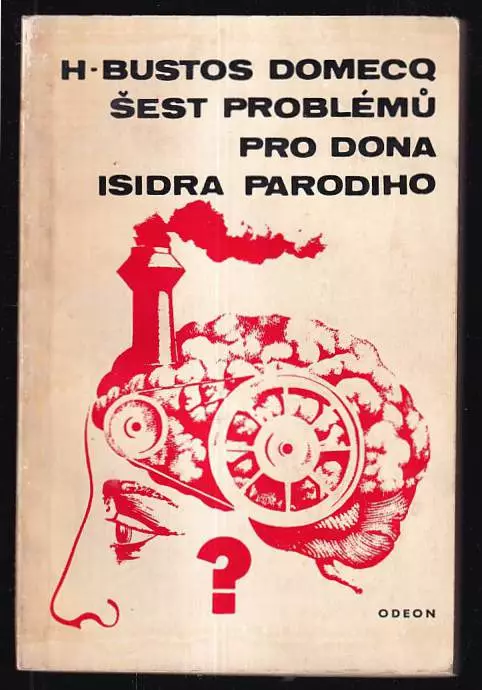 H·BUSTOS DOMECQ
ŠEST PROBLÉMŮ
PRO DONA
ISIDRA PARODIHO
?
ODEON